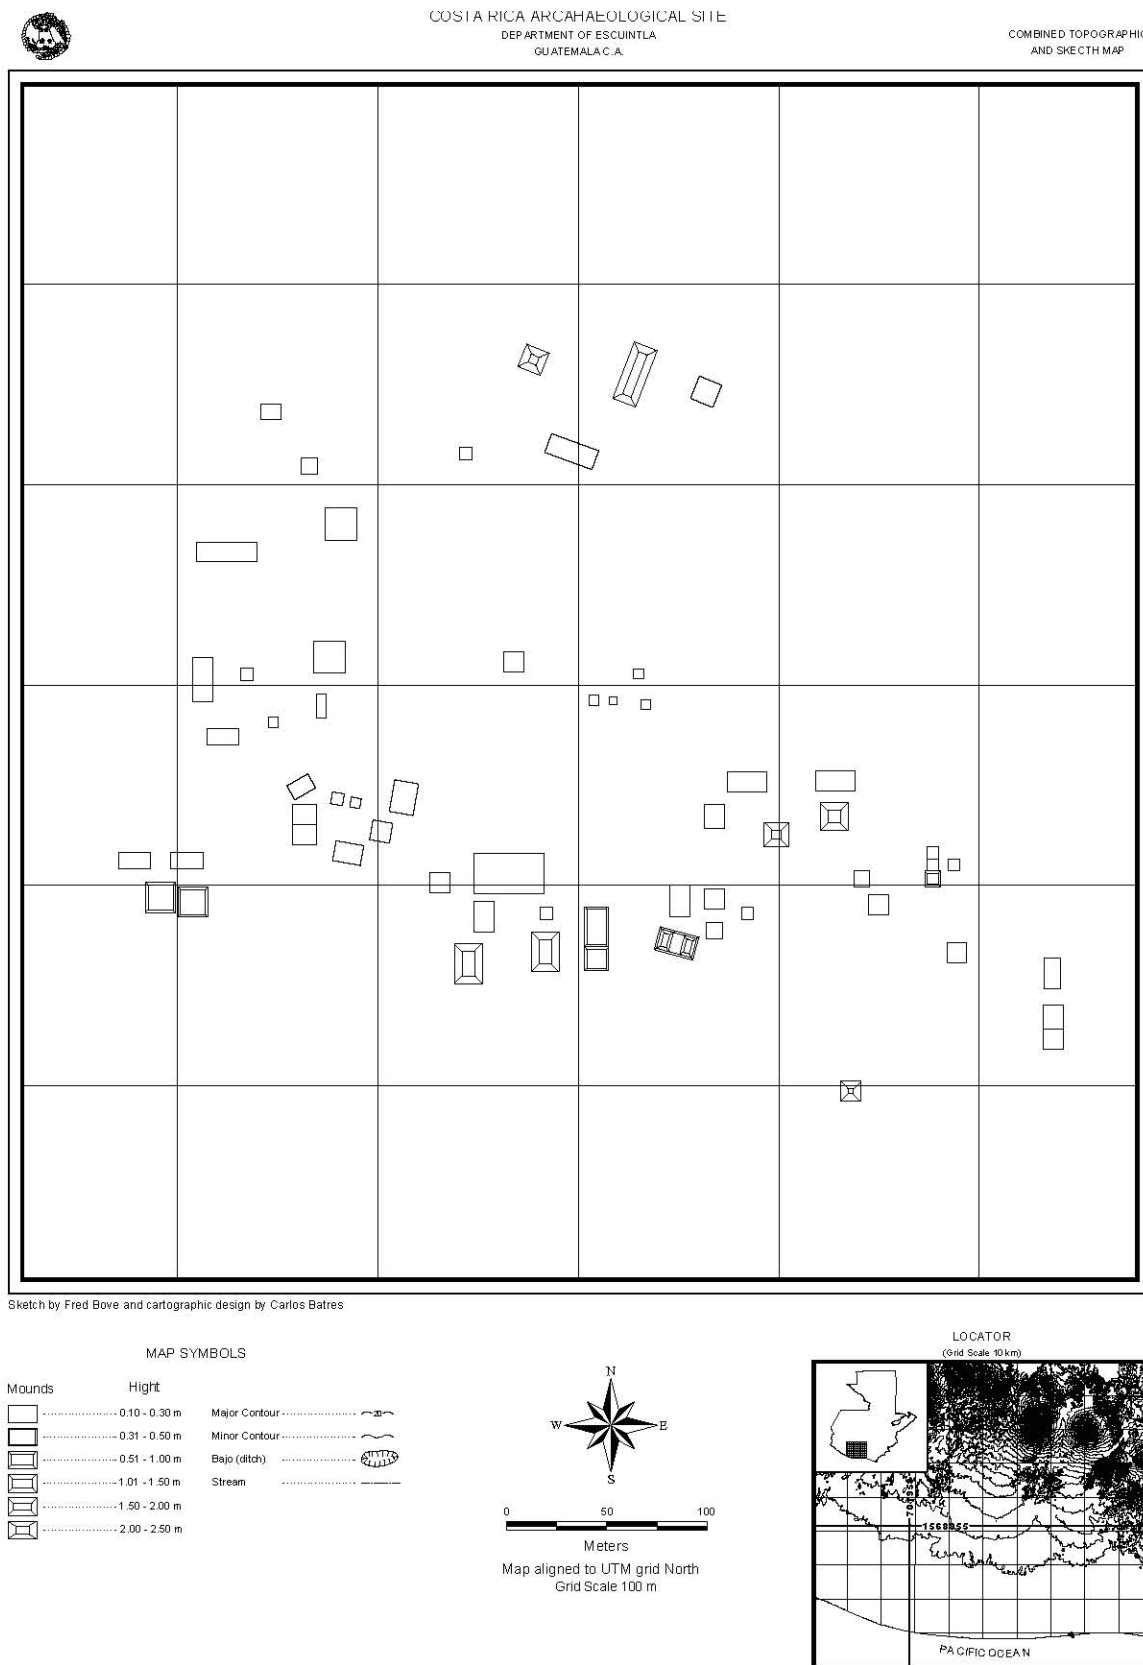 COSTA RICA ARCAHAEOLOGICAL SITE
DEPARTMENT OF ESCUINTLA
GUATEMALA C.A.
COMBINED TOPOGRAPHIC
AND SKECTH MAP
Sketch by Fred Bove and cartographic design by Carlos Batres
MAP SYMBOLS
Mounds Hight
0.10 - 0.30 m Major Contour
0.31 - 0.50 m Minor Contour
0.51 - 1.00 m Bajo (ditch)
1.01 - 1.50 m Stream
1.50 - 2.00 m
2.00 - 2.50 m
N
W E
S
0 50 100
Meters
Map aligned to UTM grid North
Grid Scale 100 m
LOCATOR
(Grid Scale 10 km)
1568355
PACIFIC OCEAN